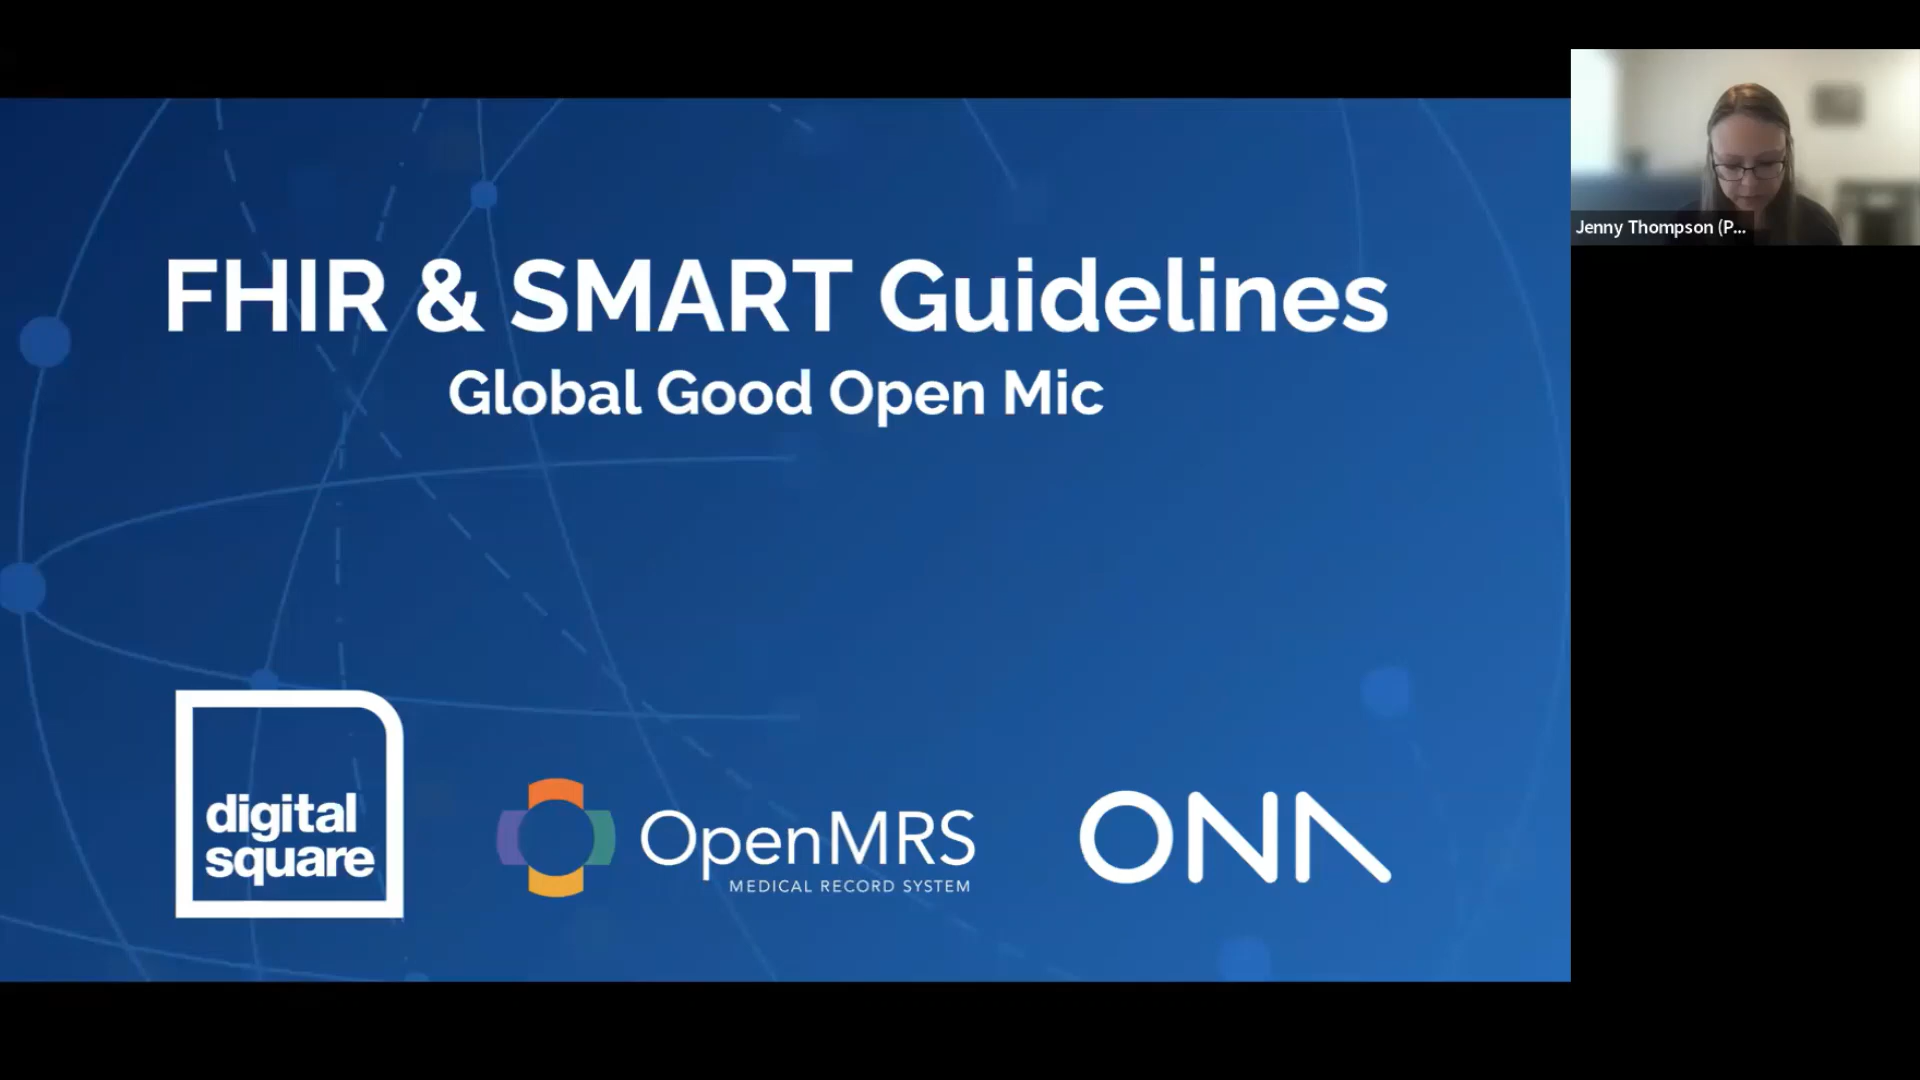 FHIR & SMART Guidelines
Global Good Open Mic
Jenny Thompson (P...
digital
square
OpenMRS
MEDICAL RECORD SYSTEM
ONA